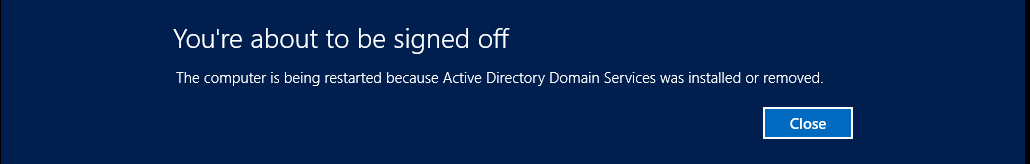 You're about to be signed off
The computer is being restarted because Active Directory Domain Services was installed or removed.
Close